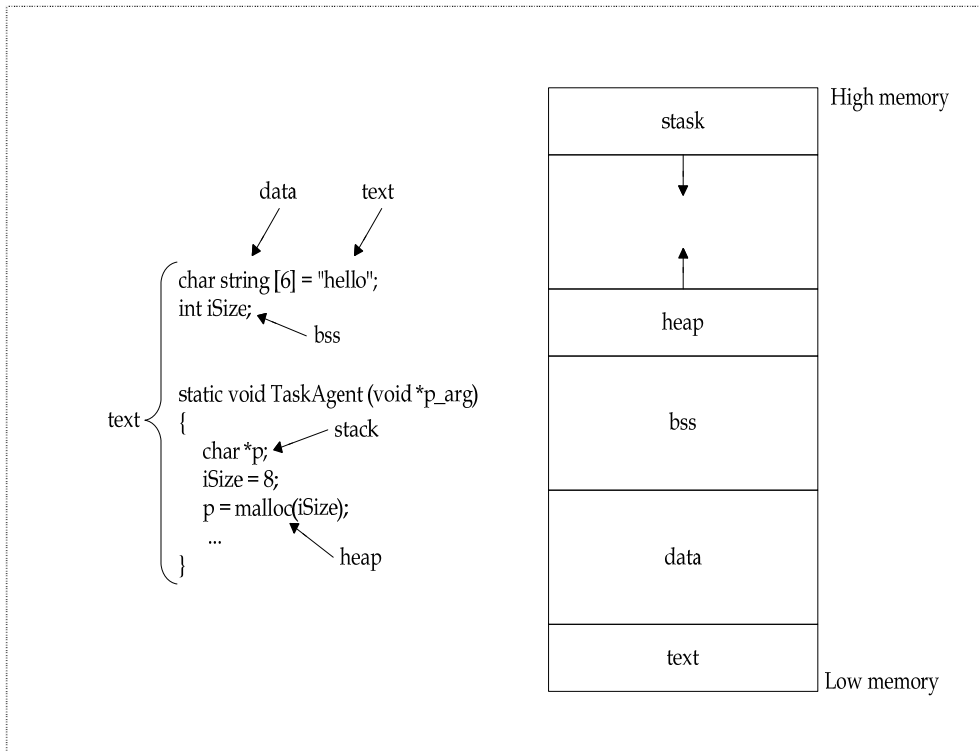 data
text
char string [6] = "hello";
int iSize;
bss
static void TaskAgent (void *p_arg)
{
text
stack
char *p;
iSize = 8;
p = malloc(iSize);
...
heap
}
High memory
stask
heap
bss
data
text
Low memory